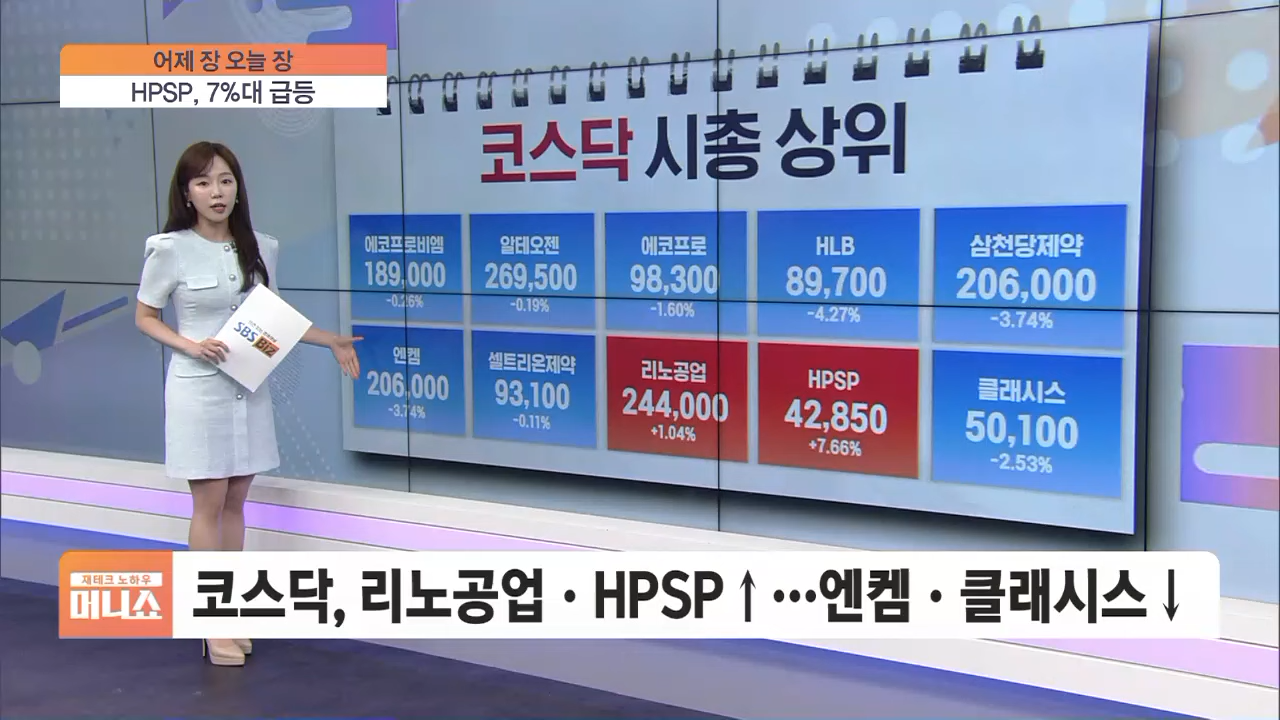 어제 장 오늘 장
HPSP, 7%대 급등
코스닥 시총 상위
에코프로비엠
189,000
-0.26%
알테오젠
269,500
-0.19%
에코프로
98,300
-1.60%
HLB
89,700
-4.27%
삼천당제약
206,000
-3.74%
엔켐
206,000
-3.74%
셀트리온제약
93,100
-0.11%
리노공업
244,000
+1.04%
HPSP
42,850
+7.66%
클래시스
50,100
-2.53%
SBS Biz
재테크 노하우
머니쇼
코스닥, 리노공업·HPSP↑…엔켐·클래시스↓